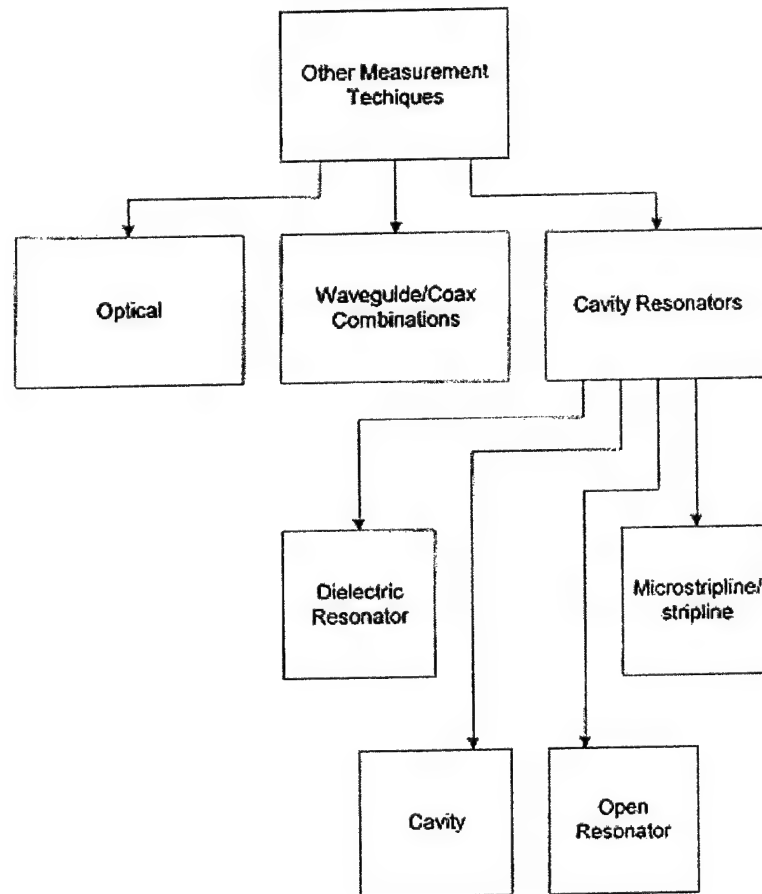 Other Measurement
Techiques
Optical
Waveguide/Coax
Combinations
Cavity Resonators
Dielectric
Resonator
Microstripline/
stripline
Cavity
Open
Resonator